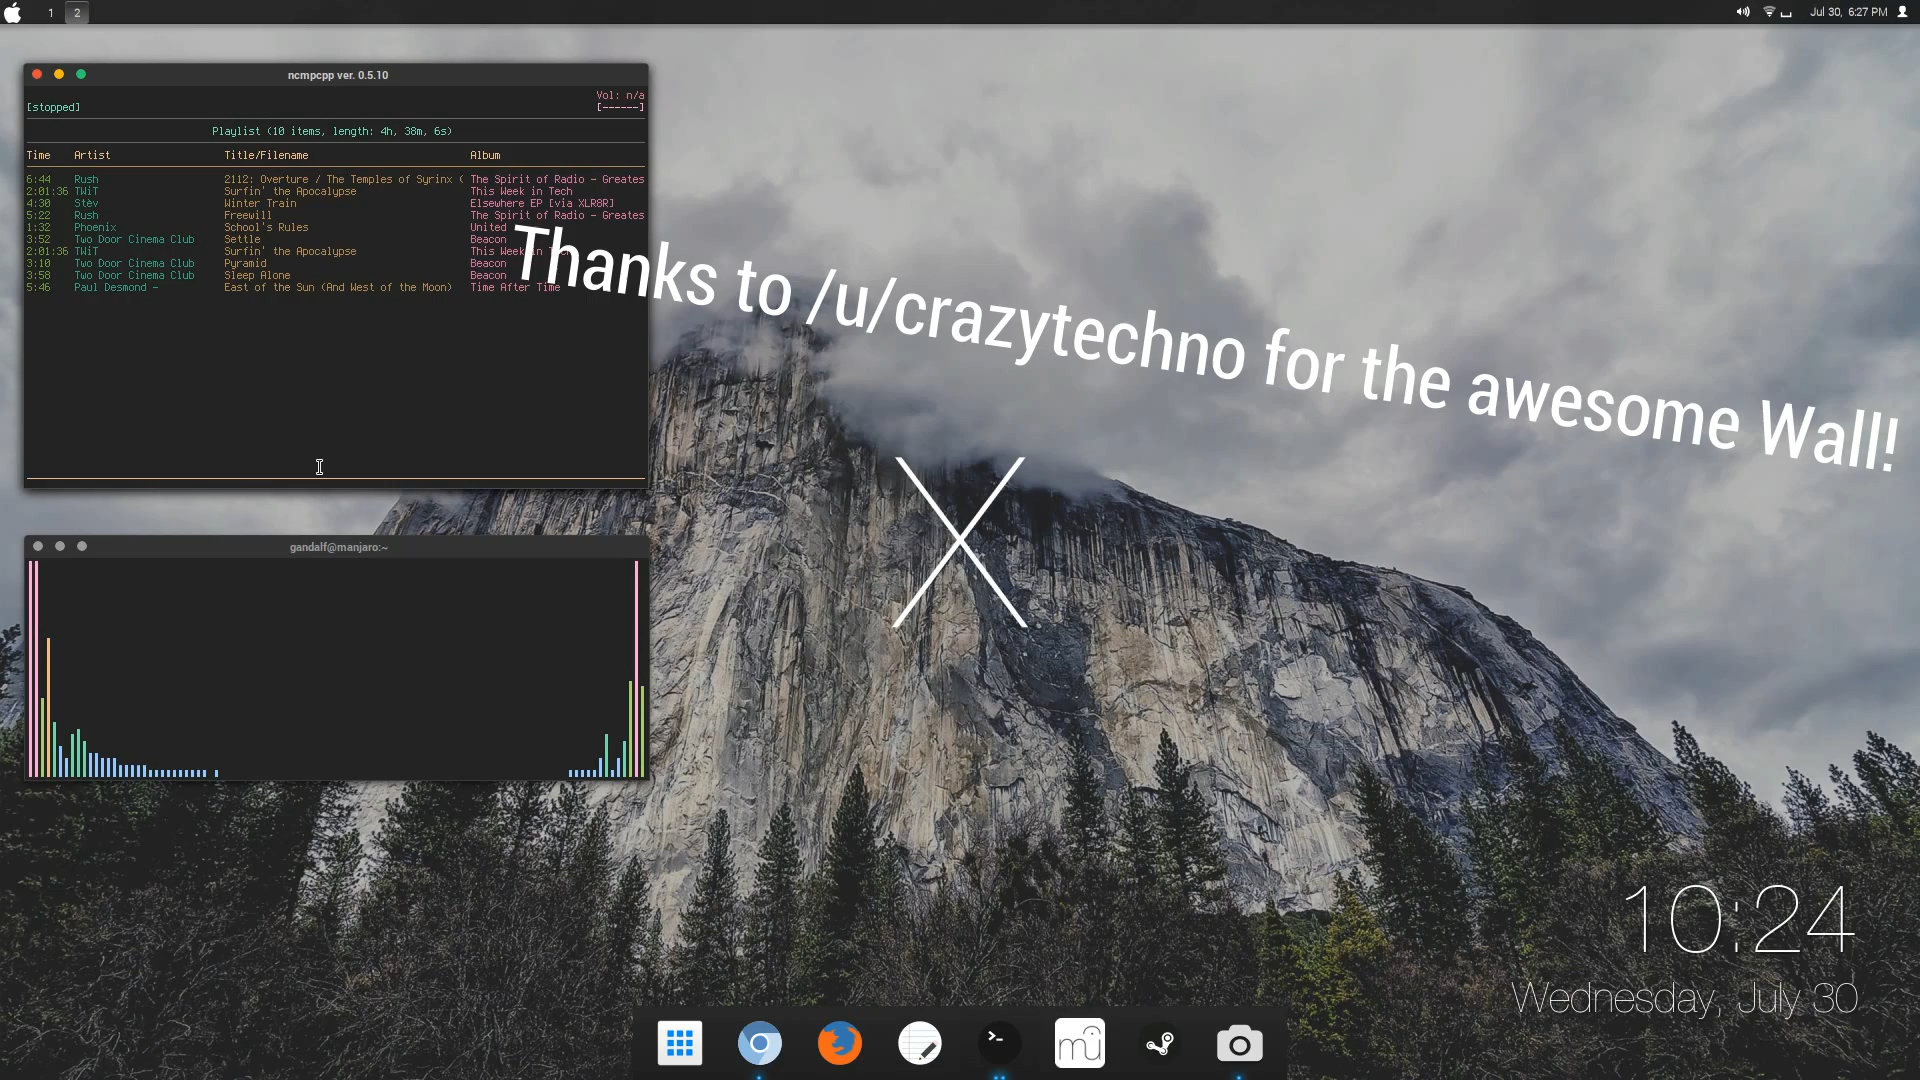 1 2 Jul 30, 6:27 PM
ncmpcpp ver. 0.5.10
Vol: n/a
[stopped] [------]
Playlist (10 items, length: 4h, 38m, 6s)
Time Artist Title/Filename Album
6:44 Rush 2112: Overture / The Temples of Syrinx ( The Spirit of Radio - Greates
2:01:36 TWiT Surfin' the Apocalypse This Week in Tech
4:30 Stèv Winter Train Elsewhere EP [via XLR8R]
5:22 Rush Freewill The Spirit of Radio - Greates
1:32 Phoenix School's Rules United
3:52 Two Door Cinema Club Settle Beacon
2:01:36 TWiT Surfin' the Apocalypse This Week in Tech
3:10 Two Door Cinema Club Pyramid Beacon
3:58 Two Door Cinema Club Sleep Alone Beacon
5:46 Paul Desmond - East of the Sun (And West of the Moon) Time After Time
Thanks to /u/crazytechno for the awesome Wall!
X
gandalf@manjaro:~
10:24
Wednesday, July 30
mu